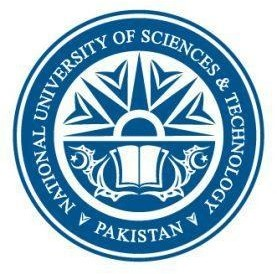 NATIONAL UNIVERSITY OF SCIENCES & TECHNOLOGY
PAKISTAN